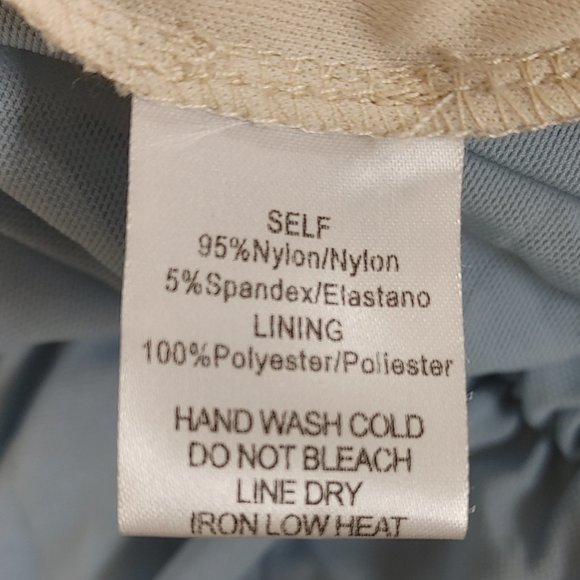 SELF
95%Nylon/Nylon
5%Spandex/Elastano
LINING
100%Polyester/Poliester
HAND WASH COLD
DO NOT BLEACH
LINE DRY
IRON LOW HEAT